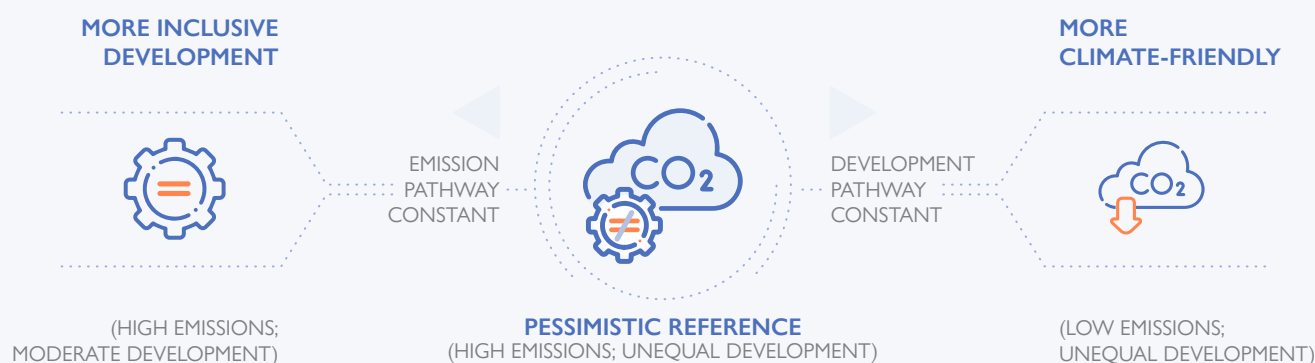 MORE INCLUSIVE
DEVELOPMENT
MORE
CLIMATE-FRIENDLY
EMISSION
PATHWAY
CONSTANT
CO2
DEVELOPMENT
PATHWAY
CONSTANT
CO2
(HIGH EMISSIONS;
MODERATE DEVELOPMENT)
PESSIMISTIC REFERENCE
(HIGH EMISSIONS; UNEQUAL DEVELOPMENT)
(LOW EMISSIONS;
UNEQUAL DEVELOPMENT)